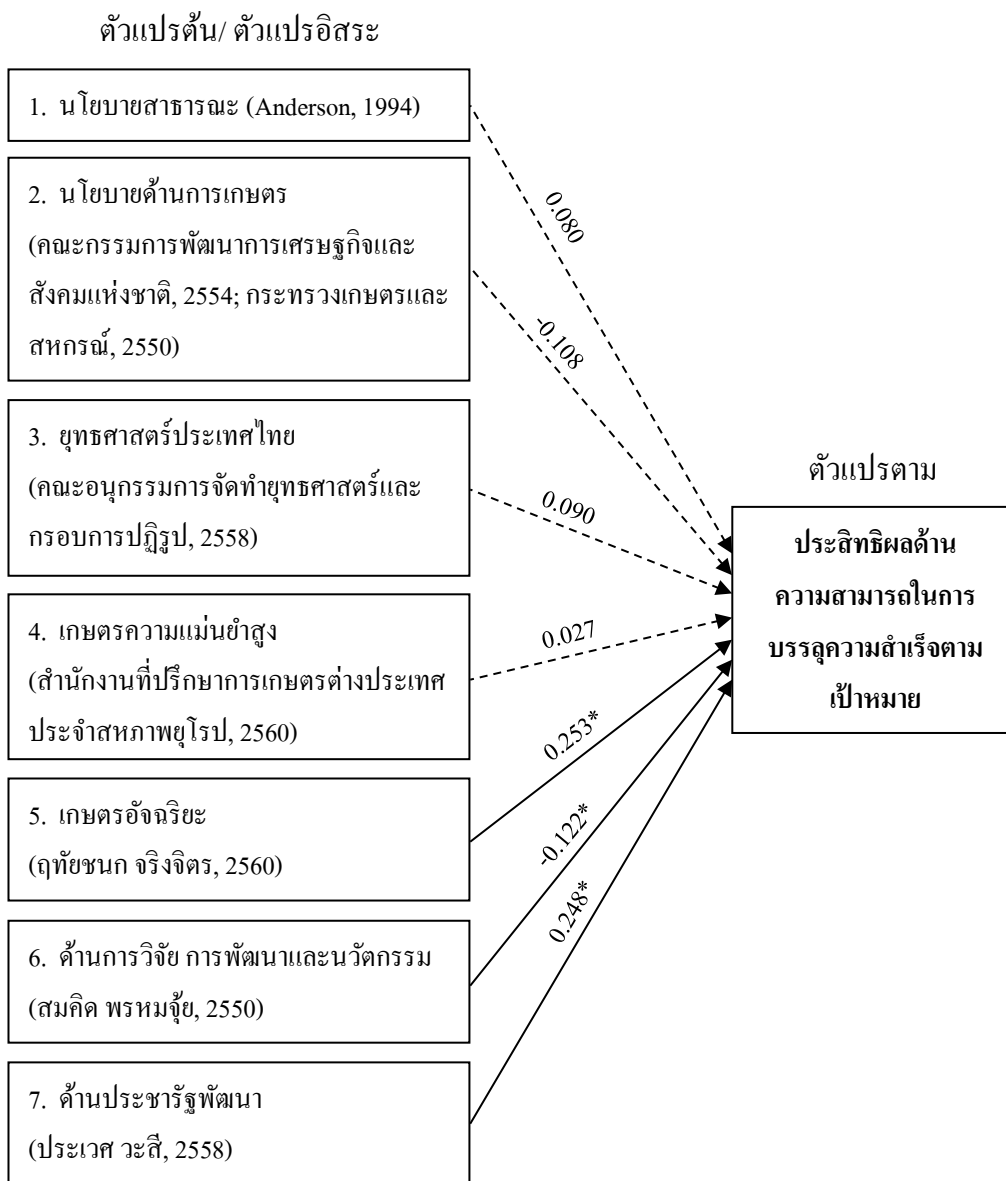 ตัวแปรต้น/ ตัวแปรอิสระ
1. นโยบายสาธารณะ (Anderson, 1994)
2. นโยบายด้านการเกษตร
(คณะกรรมการพัฒนาการเศรษฐกิจและ
สังคมแห่งชาติ, 2554; กระทรวงเกษตรและ
สหกรณ์, 2550)
3. ยุทธศาสตร์ประเทศไทย
(คณะอนุกรรมการจัดทำยุทธศาสตร์และ
กรอบการปฏิรูป, 2558)
4. เกษตรความแม่นยำสูง
(สำนักงานที่ปรึกษาการเกษตรต่างประเทศ
ประจำสหภาพยุโรป, 2560)
5. เกษตรอัจฉริยะ
(ฤทัยชนก จริงจิตร, 2560)
6. ด้านการวิจัย การพัฒนาและนวัตกรรม
(สมคิด พรหมจุ้ย, 2550)
7. ด้านประชารัฐพัฒนา
(ประเวศ วะสี, 2558)
0.080
-0.108
0.090
0.027
0.253*
-0.122*
0.248*
ตัวแปรตาม
ประสิทธิผลด้าน
ความสามารถในการ
บรรลุความสำเร็จตาม
เป้าหมาย